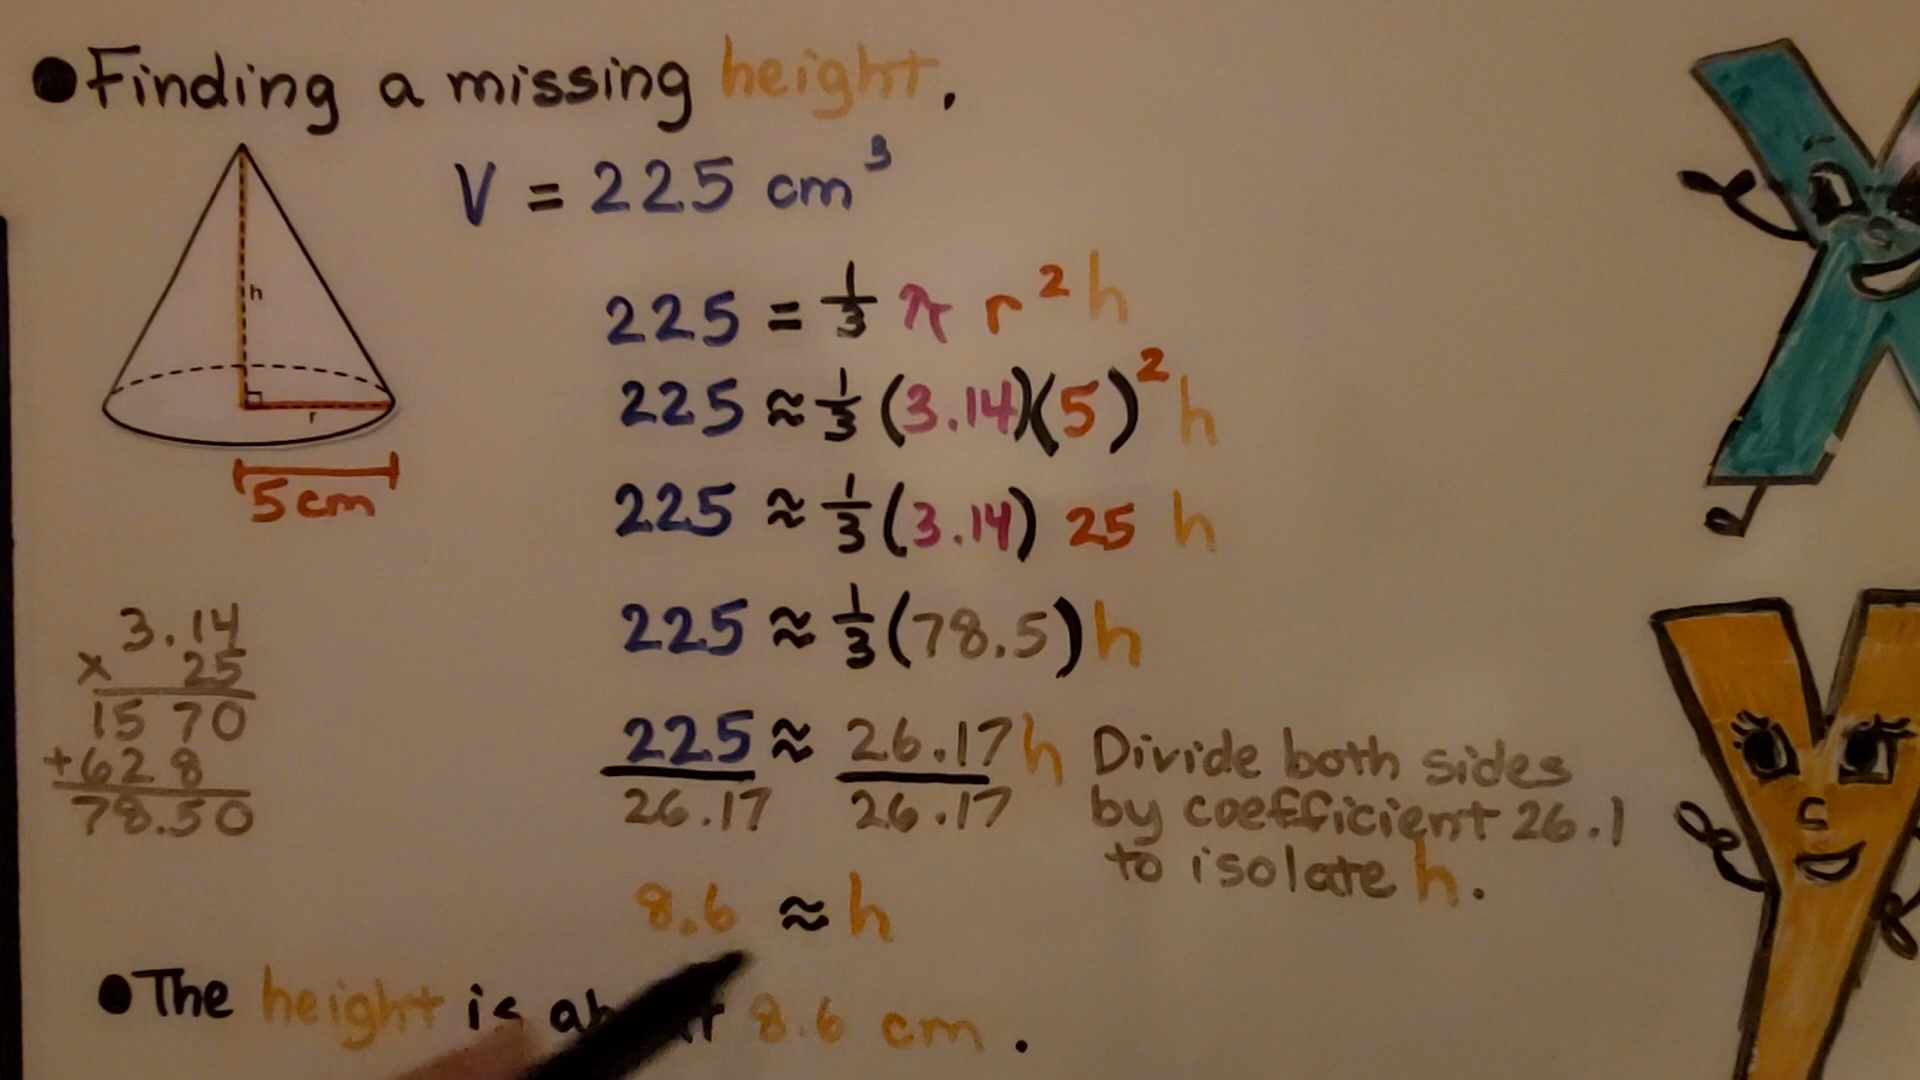 ●Finding a missing height.
V = 225 cm³
h
r
5cm
225 = 1/3 π r² h
225 ≈ 1/3 (3.14)(5)² h
225 ≈ 1/3 (3.14) 25 h
225 ≈ 1/3 (78.5) h
225 ≈ 26.17 h
26.17 26.17
Divide both sides
by coefficient 26.1
to isolate h.
8.6 ≈ h
3.14
x 25
1570
+628
78.50
●The height is 8.6 cm.